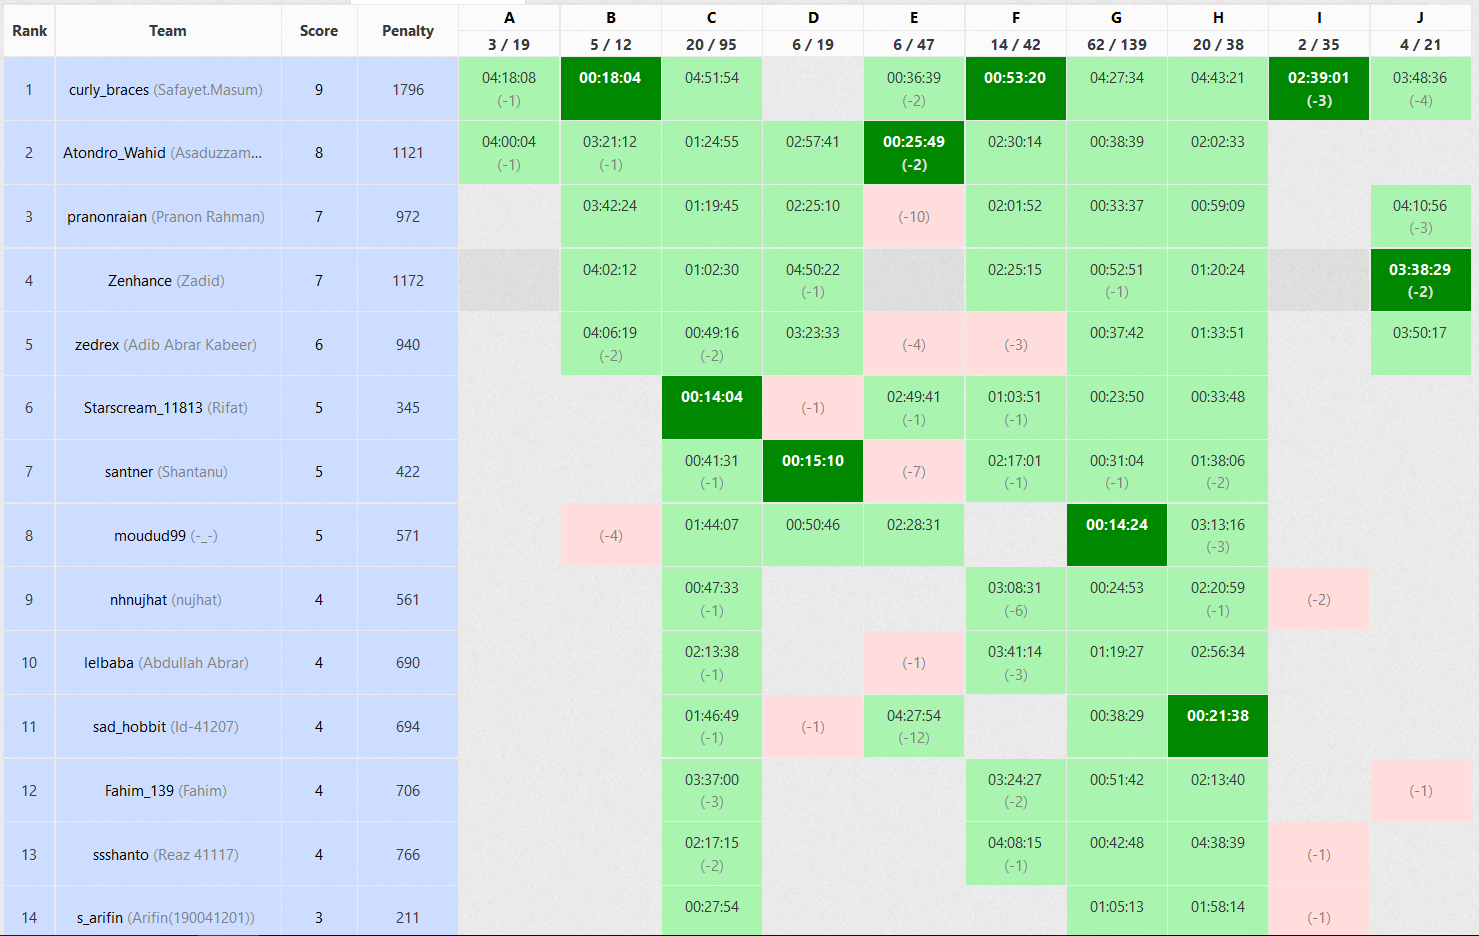 Rank Team Score Penalty A B C D E F G H I J
3 / 19 5 / 12 20 / 95 6 / 19 6 / 47 14 / 42 62 / 139 20 / 38 2 / 35 4 / 21
1 curly_braces (Safayet.Masum) 9 1796 04:18:08 00:18:04 04:51:54 00:36:39 00:53:20 04:27:34 04:43:21 02:39:01 03:48:36
(-1) (-2) (-3) (-4)
2 Atondro_Wahid (Asaduzzam... 8 1121 04:00:04 03:21:12 01:24:55 02:57:41 00:25:49 02:30:14 00:38:39 02:02:33
(-1) (-1) (-2)
3 pranonraian (Pranon Rahman) 7 972 03:42:24 01:19:45 02:25:10 (-10) 02:01:52 00:33:37 00:59:09 04:10:56
(-3)
4 Zenhance (Zadid) 7 1172 04:02:12 01:02:30 04:50:22 02:25:15 00:52:51 01:20:24 03:38:29
(-1) (-1) (-2)
5 zedrex (Adib Abrar Kabeer) 6 940 04:06:19 00:49:16 03:23:33 (-4) (-3) 00:37:42 01:33:51 03:50:17
(-2) (-2)
6 Starscream_11813 (Rifat) 5 345 00:14:04 (-1) 02:49:41 01:03:51 00:23:50 00:33:48
(-1) (-1)
7 santner (Shantanu) 5 422 00:41:31 00:15:10 (-7) 02:17:01 00:31:04 01:38:06
(-1) (-1) (-1) (-2)
8 moudud99 (-_-) 5 571 (-4) 01:44:07 00:50:46 02:28:31 00:14:24 03:13:16
(-3)
9 nhnujhat (nujhat) 4 561 00:47:33 03:08:31 00:24:53 02:20:59 (-2)
(-1) (-6) (-1)
10 lelbaba (Abdullah Abrar) 4 690 02:13:38 (-1) 03:41:14 01:19:27 02:56:34
(-1) (-3)
11 sad_hobbit (Id-41207) 4 694 01:46:49 (-1) 04:27:54 00:38:29 00:21:38
(-1) (-12)
12 Fahim_139 (Fahim) 4 706 03:37:00 03:24:27 00:51:42 02:13:40 (-1)
(-3) (-2)
13 ssshanto (Reaz 41117) 4 766 02:17:15 04:08:15 00:42:48 04:38:39 (-1)
(-2) (-1)
14 s_arifin (Arifin(190041201)) 3 211 00:27:54 01:05:13 01:58:14 (-1)